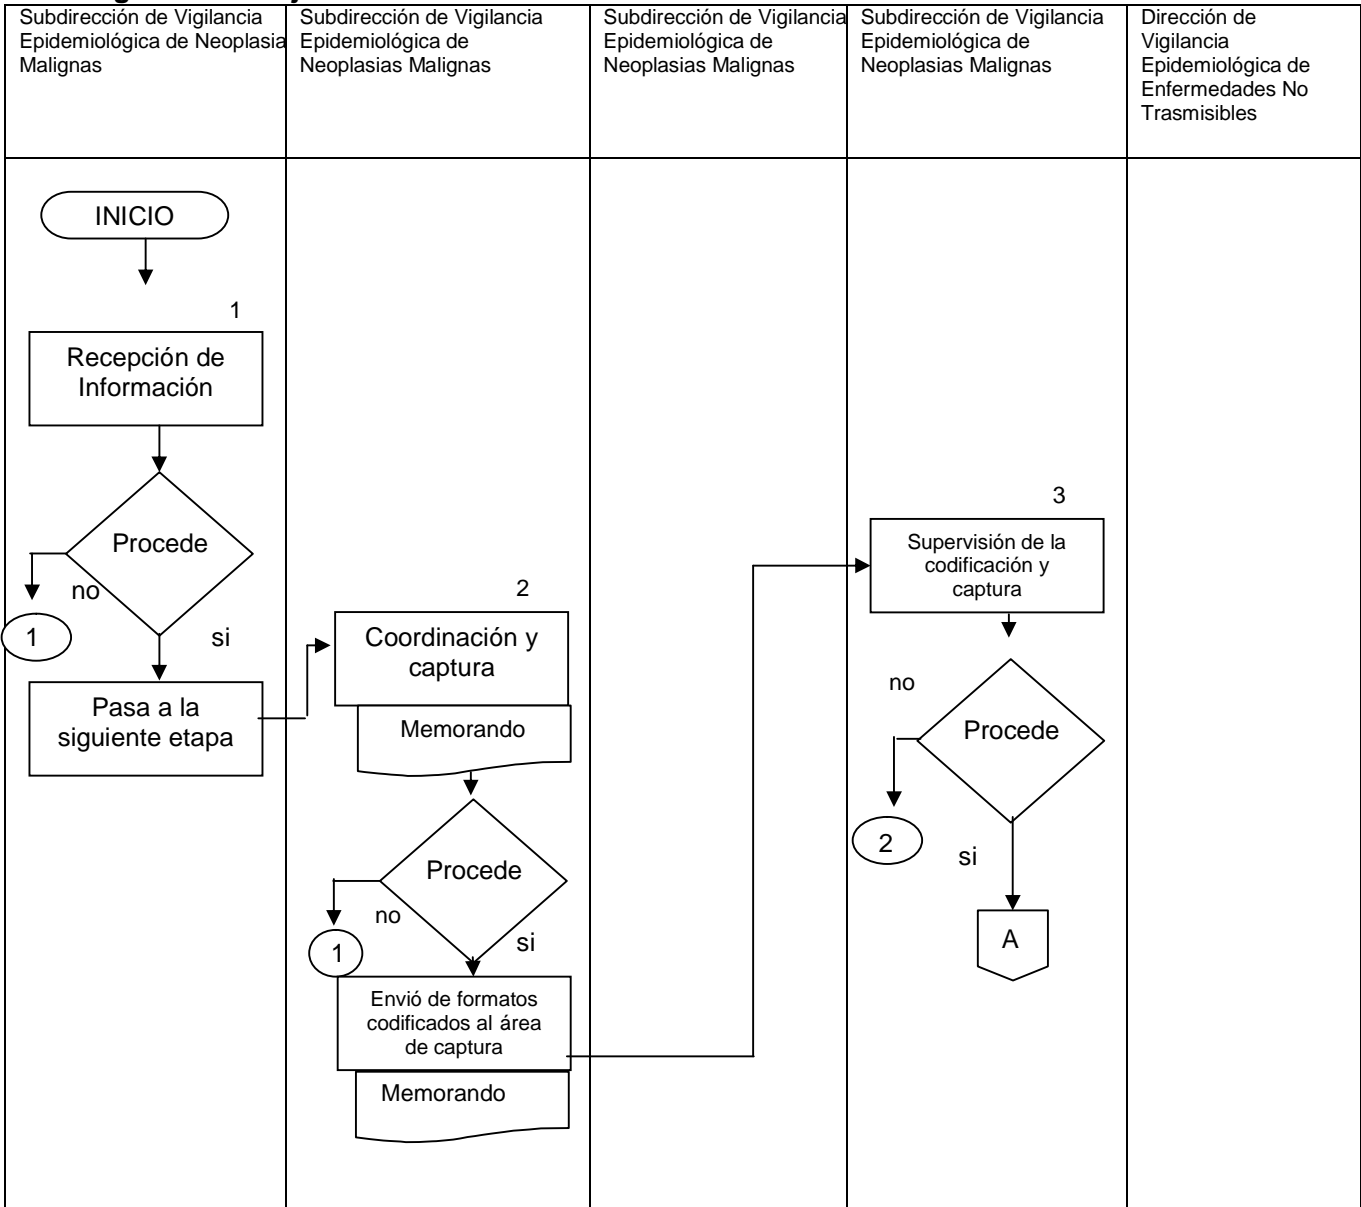 Subdirección de Vigilancia
Epidemiológica de Neoplasia
Malignas
Subdirección de Vigilancia
Epidemiológica de
Neoplasias Malignas
Subdirección de Vigilancia
Epidemiológica de
Neoplasias Malignas
Subdirección de Vigilancia
Epidemiológica de
Neoplasias Malignas
Dirección de
Vigilancia
Epidemiológica de
Enfermedades No
Trasmisibles
INICIO
1
Recepción de
Información
Procede
no
1
si
Pasa a la
siguiente etapa
2
Coordinación y
captura
Memorando
Procede
no
1
si
Envió de formatos
codificados al área
de captura
Memorando
3
Supervisión de la
codificación y
captura
no
Procede
2
si
A